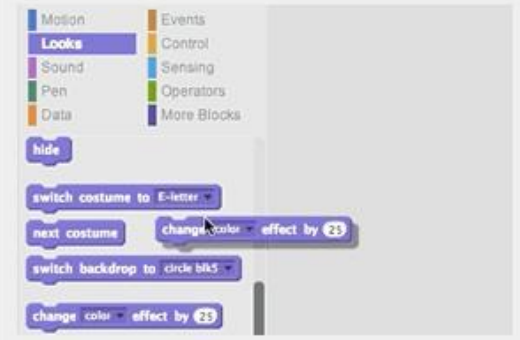 Motion Events
Looks Control
Sound Sensing
Pen Operators
Data More Blocks
hide
switch costume to E-letter
next costume
change color effect by 25
switch backdrop to circle blk5
change color effect by 25